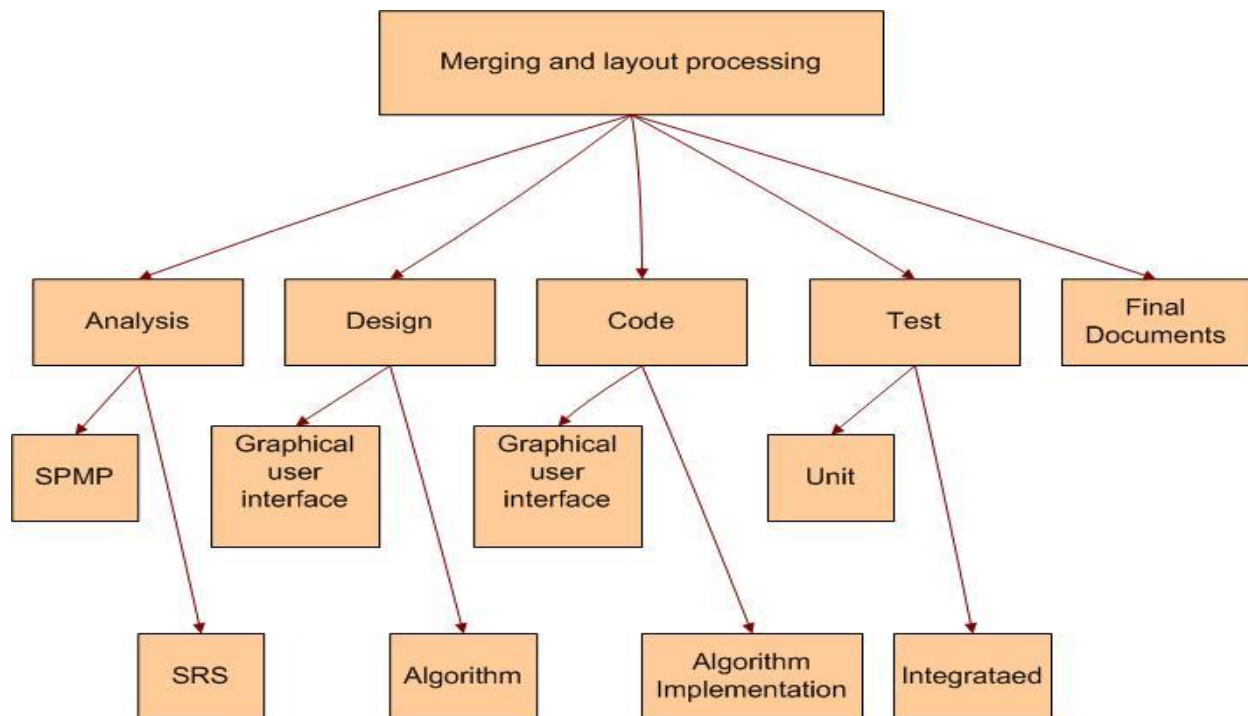 Merging and layout processing
Analysis
Design
Code
Test
Final
Documents
SPMP
Graphical
user
interface
Graphical
user
interface
Unit
SRS
Algorithm
Algorithm
Implementation
Integrataed